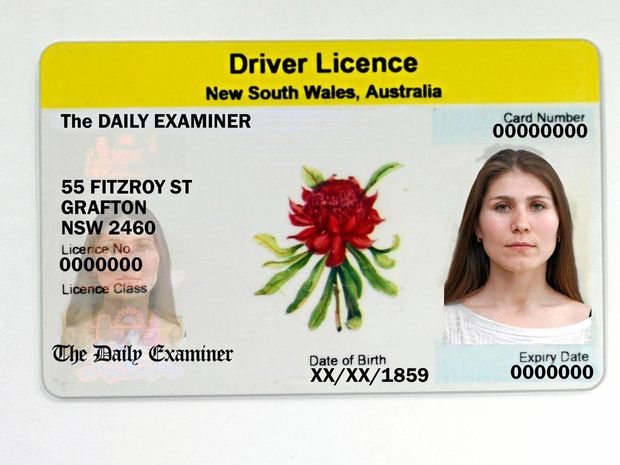 Driver Licence
New South Wales, Australia
The DAILY EXAMINER
Card Number
00000000
55 FITZROY ST
GRAFTON
NSW 2460
Licence No
0000000
Licence Class
The Daily Examiner
Date of Birth
XX/XX/1859
Expiry Date
0000000